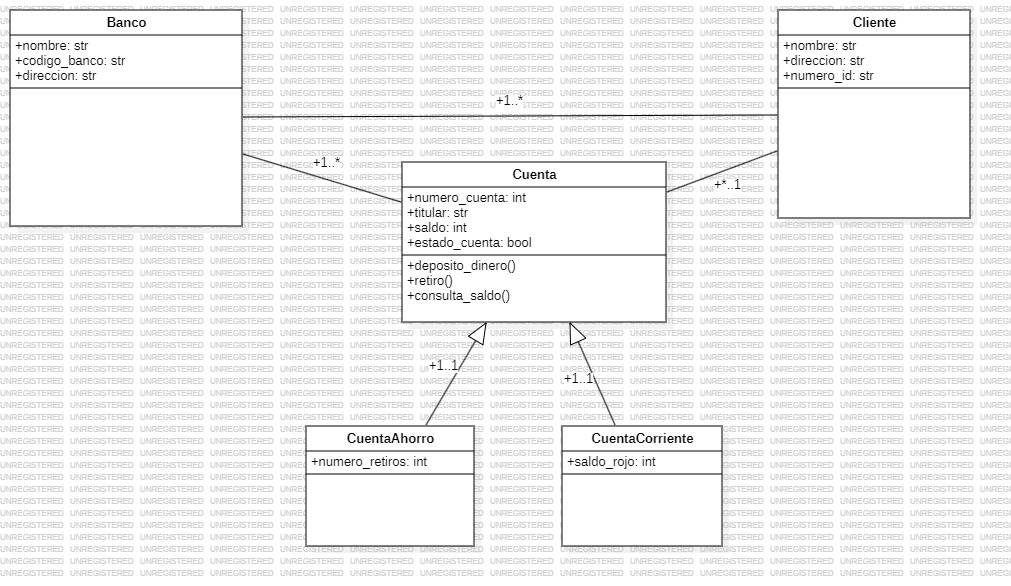 Banco
+nombre: str
+codigo_banco: str
+direccion: str
Cliente
+nombre: str
+direccion: str
+numero_id: str
+1..*
+1..*
+*..1
Cuenta
+numero_cuenta: int
+titular: str
+saldo: int
+estado_cuenta: bool
+deposito_dinero()
+retiro()
+consulta_saldo()
+1..1
+1..1
CuentaAhorro
+numero_retiros: int
CuentaCorriente
+saldo_rojo: int
UNREGISTERED